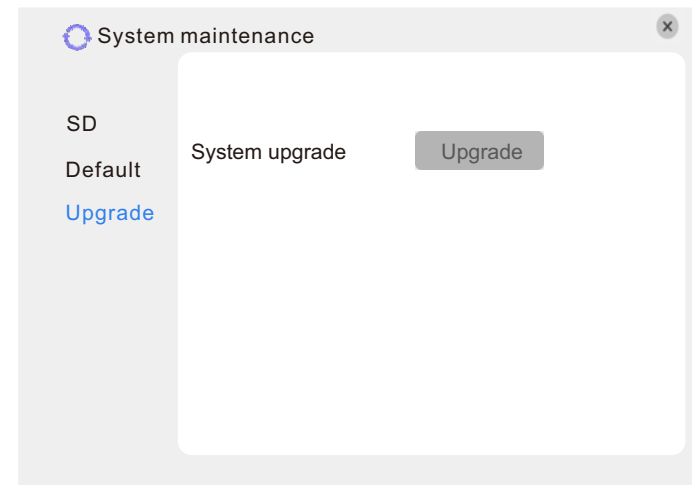 System maintenance
SD
System upgrade Upgrade
Default
Upgrade